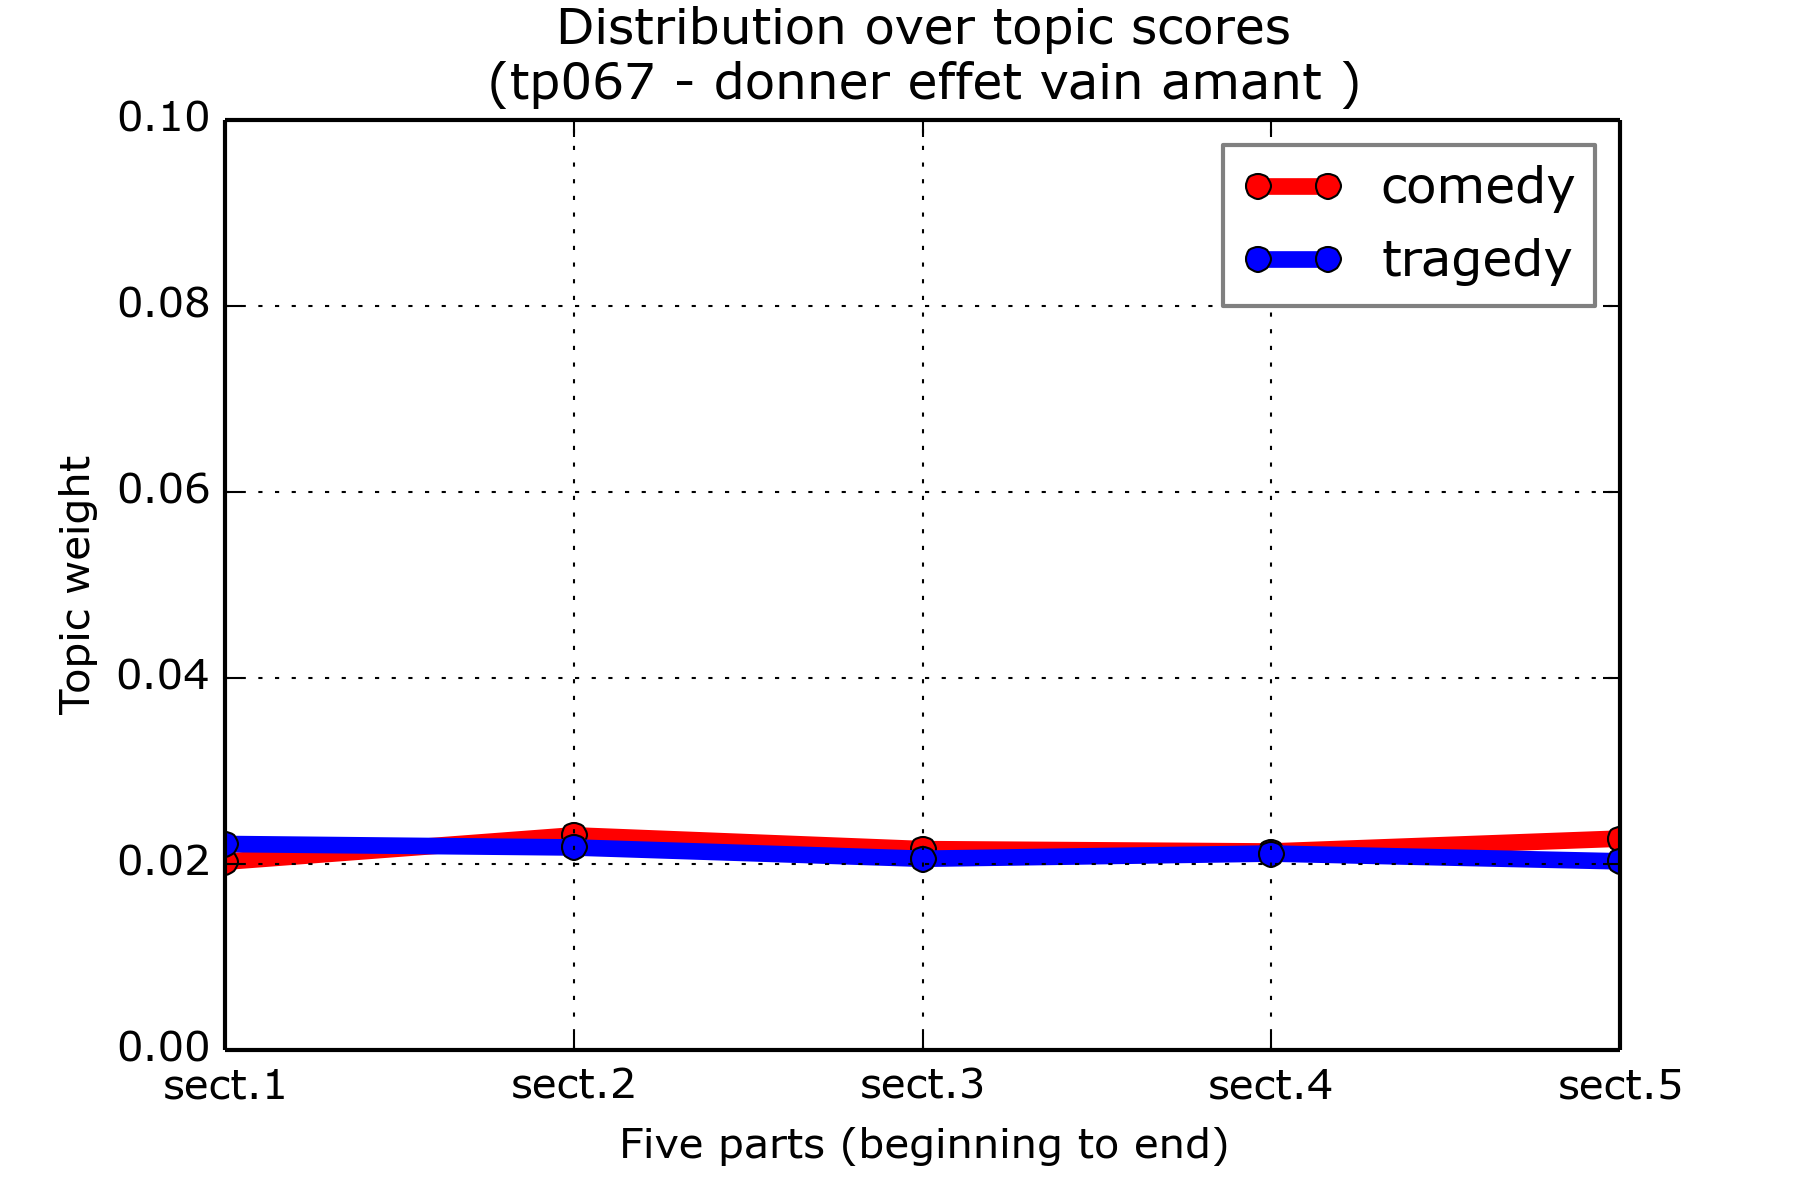 Distribution over topic scores
(tp067 - donner effet vain amant )
0.10
0.08
0.06
0.04
0.02
0.00
Topic weight
comedy
tragedy
sect.1 sect.2 sect.3 sect.4 sect.5
Five parts (beginning to end)